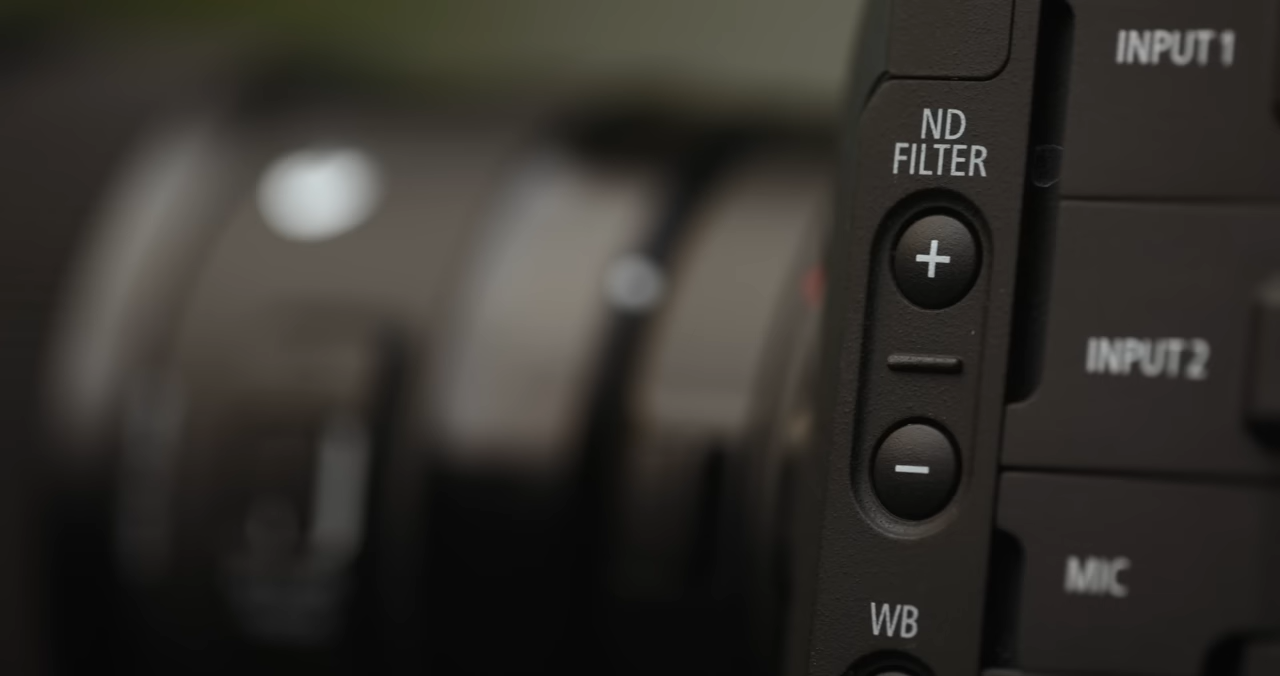 INPUT 1
ND
FILTER
+
INPUT 2
−
MIC
WB